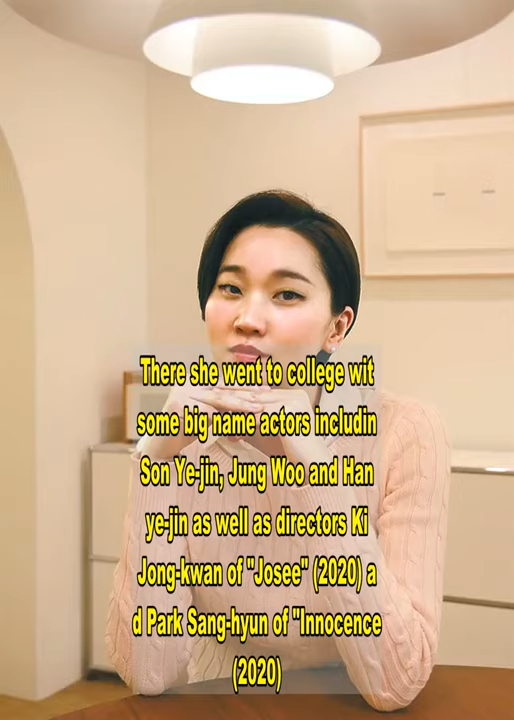 There she went to college wit
some big name actors includin
Son Ye-jin, Jung Woo and Han
ye-jin as well as directors Ki
Jong-kwan of "Josee" (2020) a
d Park Sang-hyun of "Innocence
(2020)